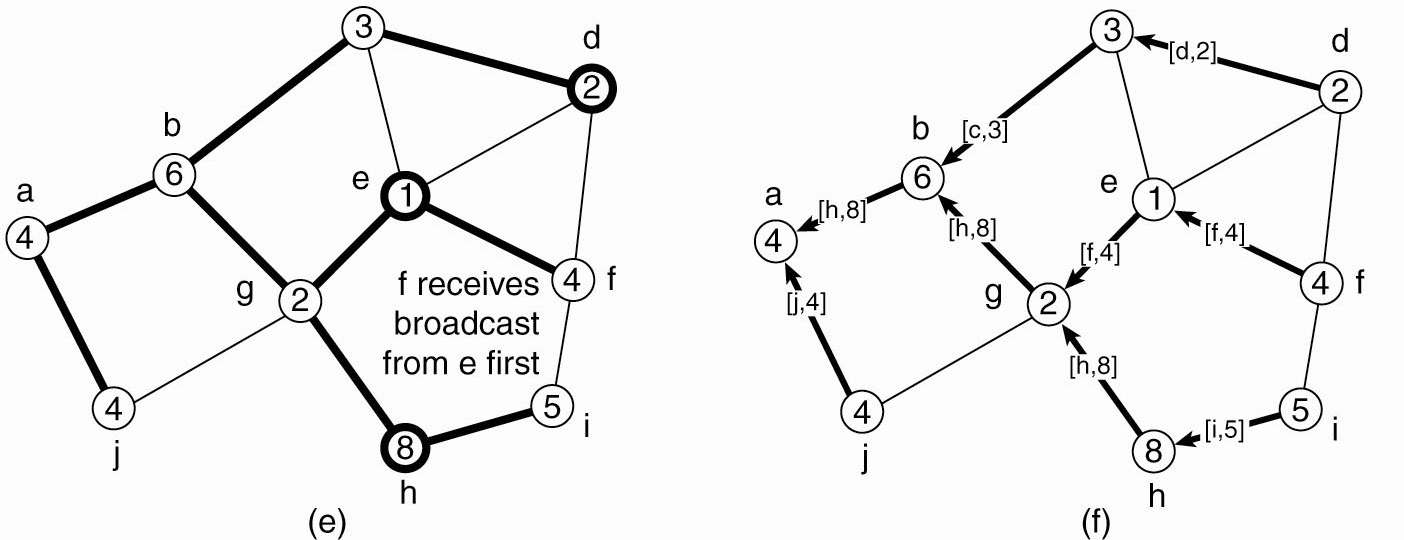 3
d
2
b
6
a
4
e
1
g
2
f receives
broadcast
from e first
4
f
j
4
5
i
8
h
(e)
3
d
[d,2]
2
b
[c,3]
6
a
[h,8]
4
e
1
[h,8]
[f,4]
[f,4]
g
2
4
f
[j,4]
[h,8]
4
j
5
i
[i,5]
8
h
(f)